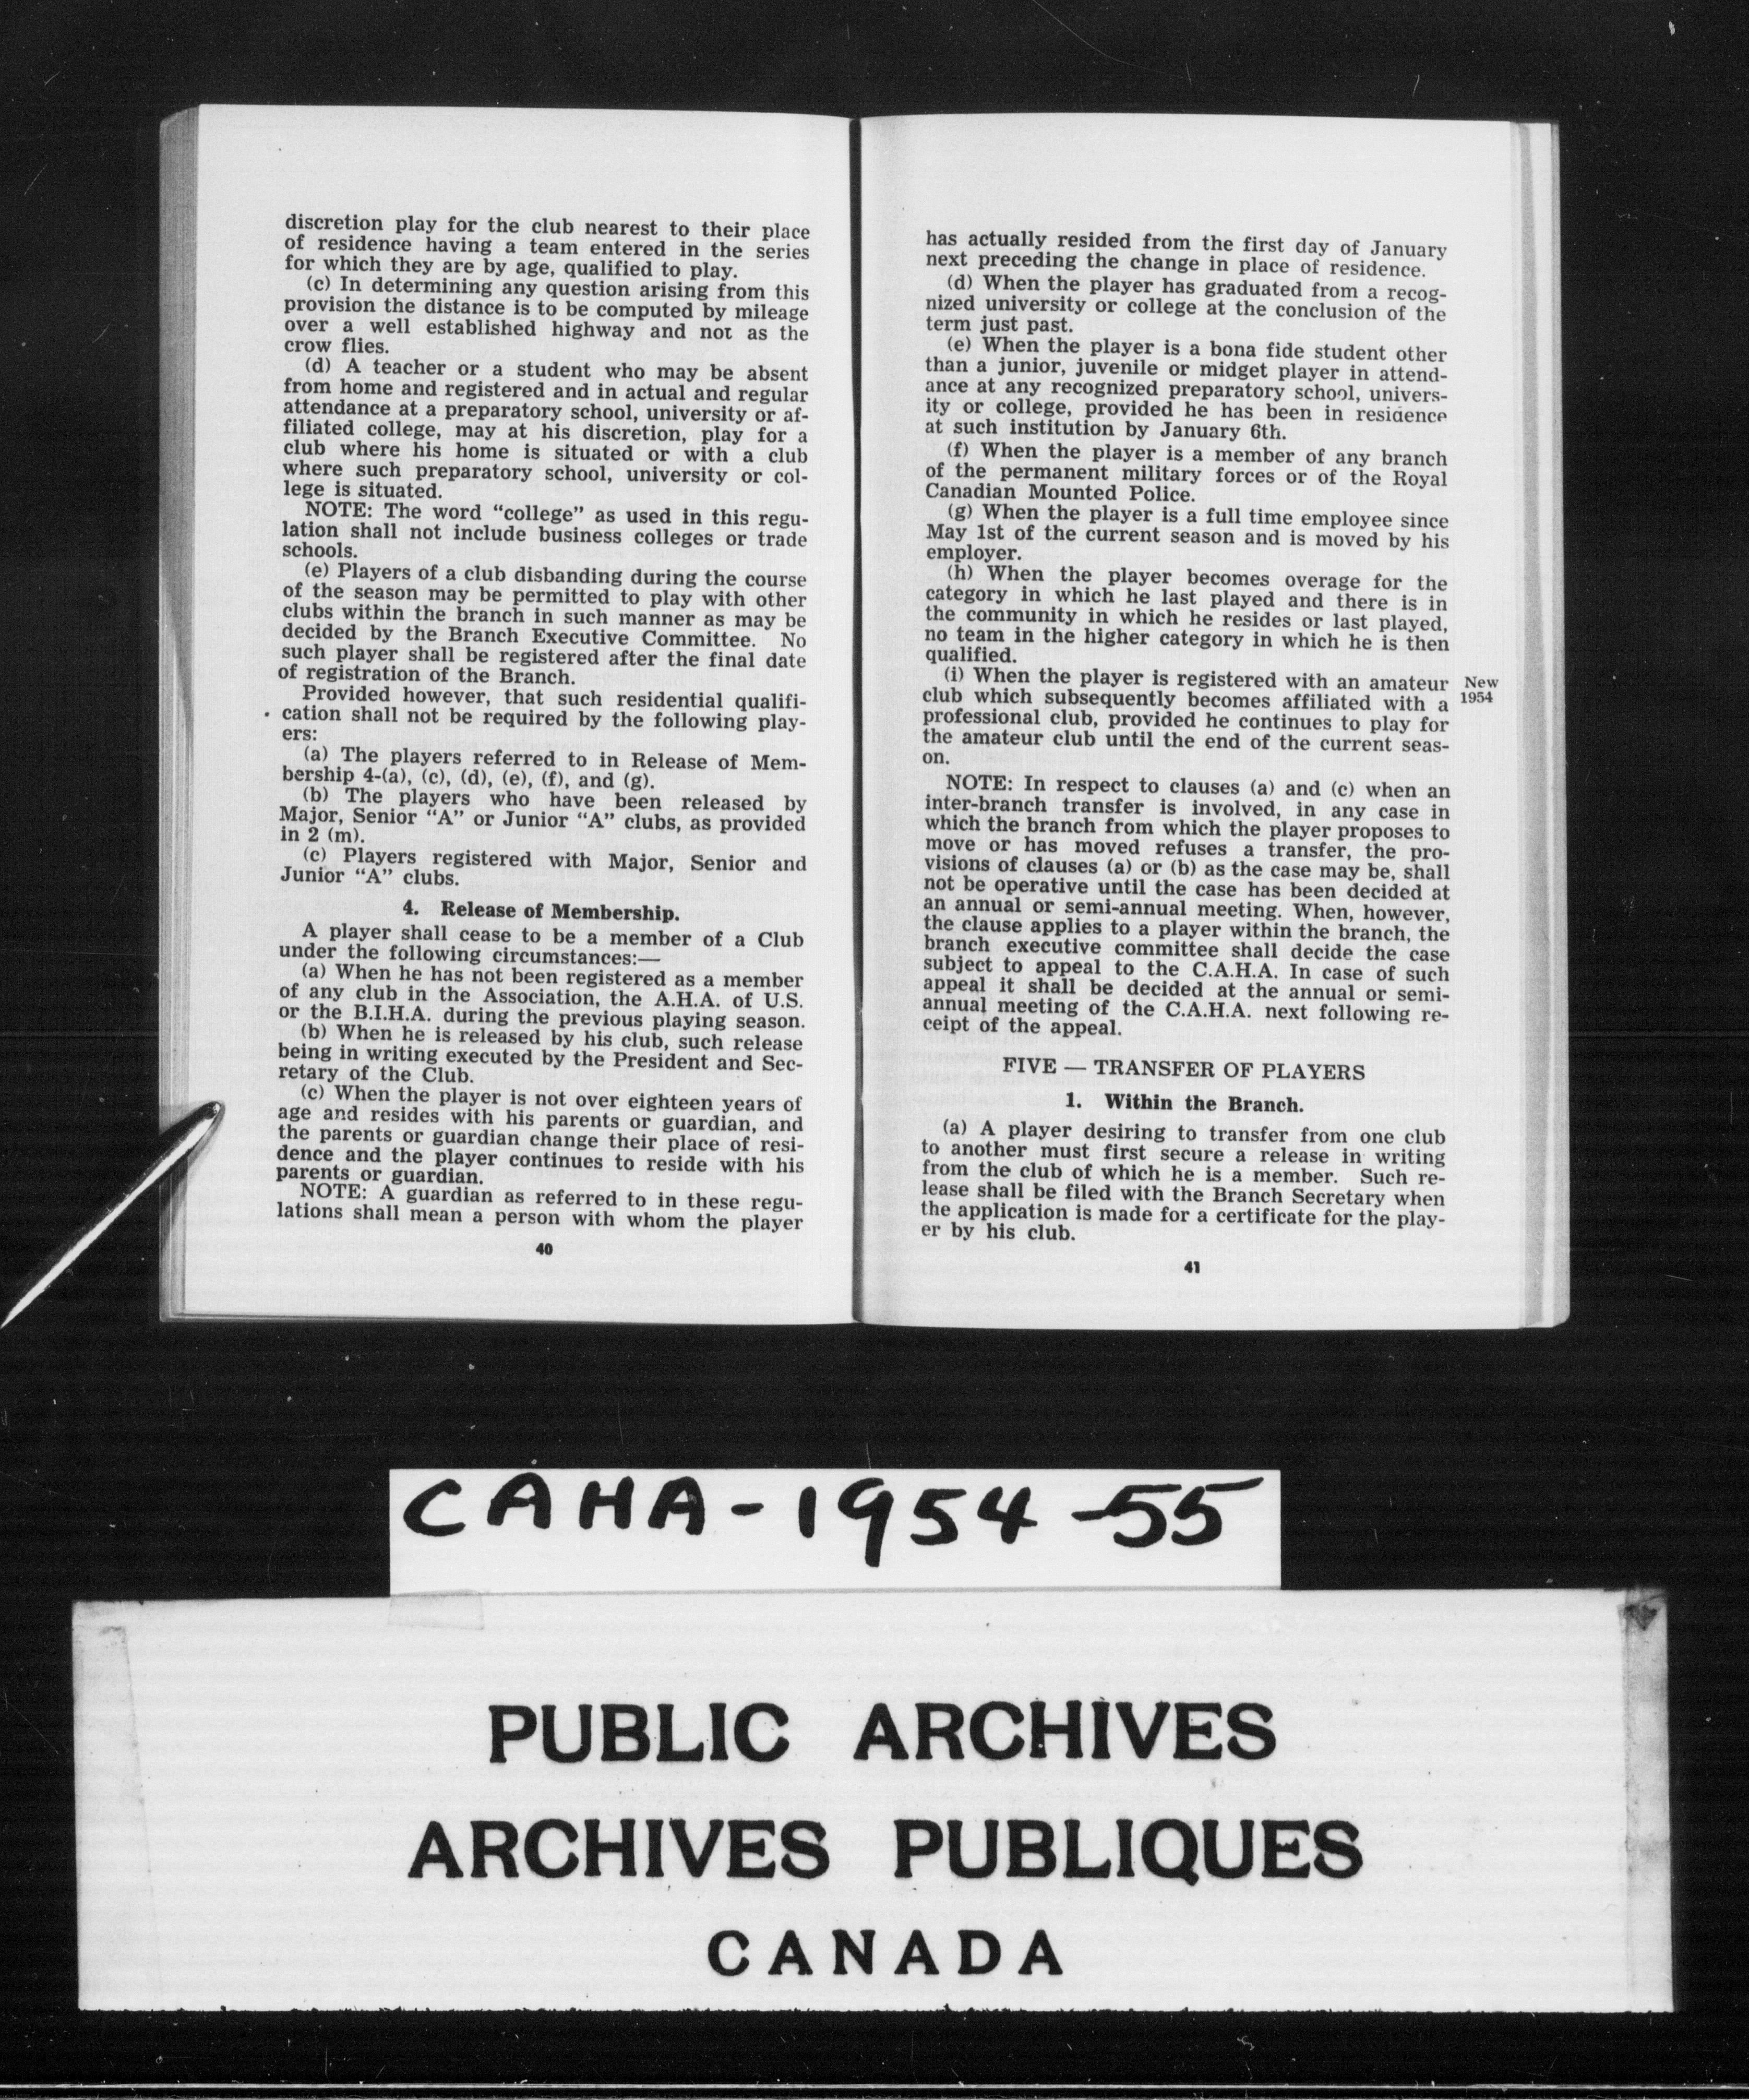 discretion play for the club nearest to their place
of residence having a team entered in the series
for which they are by age, qualified to play.
(c) In determining any question arising from this
provision the distance is to be computed by mileage
over a well established highway and not as the
crow flies.
(d) A teacher or a student who may be absent
from home and registered and in actual and regular
attendance at a preparatory school, university or af-
filiated college, may at his discretion, play for a
club where his home is situated or with a club
where such preparatory school, university or col-
lege is situated.
NOTE: The word “college” as used in this regu-
lation shall not include business colleges or trade
schools.
(e) Players of a club disbanding during the course
of the season may be permitted to play with other
clubs within the branch in such manner as may be
decided by the Branch Executive Committee. No
such player shall be registered after the final date
of registration of the Branch.
Provided however, that such residential qualifi-
cation shall not be required by the following play-
ers:
(a) The players referred to in Release of Mem-
bership 4-(a), (c), (d), (e), (f), and (g).
(b) The players who have been released by
Major, Senior “A” or Junior “A” clubs, as provided
in 2 (m).
(c) Players registered with Major, Senior and
Junior “A” clubs.
4. Release of Membership.
A player shall cease to be a member of a Club
under the following circumstances:—
(a) When he has not been registered as a member
of any club in the Association, the A.H.A. of U.S.
or the B.I.H.A. during the previous playing season.
(b) When he is released by his club, such release
being in writing executed by the President and Sec-
retary of the Club.
(c) When the player is not over eighteen years of
age and resides with his parents or guardian, and
the parents or guardian change their place of resi-
dence and the player continues to reside with his
parents or guardian.
NOTE: A guardian as referred to in these regu-
lations shall mean a person with whom the player
40
has actually resided from the first day of January
next preceding the change in place of residence.
(d) When the player has graduated from a recog-
nized university or college at the conclusion of the
term just past.
(e) When the player is a bona fide student other
than a junior, juvenile or midget player in attend-
ance at any recognized preparatory school, univers-
ity or college, provided he has been in residence
at such institution by January 6th.
(f) When the player is a member of any branch
of the permanent military forces or of the Royal
Canadian Mounted Police.
(g) When the player is a full time employee since
May 1st of the current season and is moved by his
employer.
(h) When the player becomes overage for the
category in which he last played and there is in
the community in which he resides or last played,
no team in the higher category in which he is then
qualified.
(i) When the player is registered with an amateur
club which subsequently becomes affiliated with a
professional club, provided he continues to play for
the amateur club until the end of the current seas-
on.
New
1954
NOTE: In respect to clauses (a) and (c) when an
inter-branch transfer is involved, in any case in
which the branch from which the player proposes to
move or has moved refuses a transfer, the pro-
visions of clauses (a) or (b) as the case may be, shall
not be operative until the case has been decided at
an annual or semi-annual meeting. When, however,
the clause applies to a player within the branch, the
branch executive committee shall decide the case
subject to appeal to the C.A.H.A. In case of such
appeal it shall be decided at the annual or semi-
annual meeting of the C.A.H.A. next following re-
ceipt of the appeal.
FIVE — TRANSFER OF PLAYERS
1. Within the Branch.
(a) A player desiring to transfer from one club
to another must first secure a release in writing
from the club of which he is a member. Such re-
lease shall be filed with the Branch Secretary when
the application is made for a certificate for the play-
er by his club.
41
CAHA-1954-55
PUBLIC ARCHIVES
ARCHIVES PUBLIQUES
CANADA